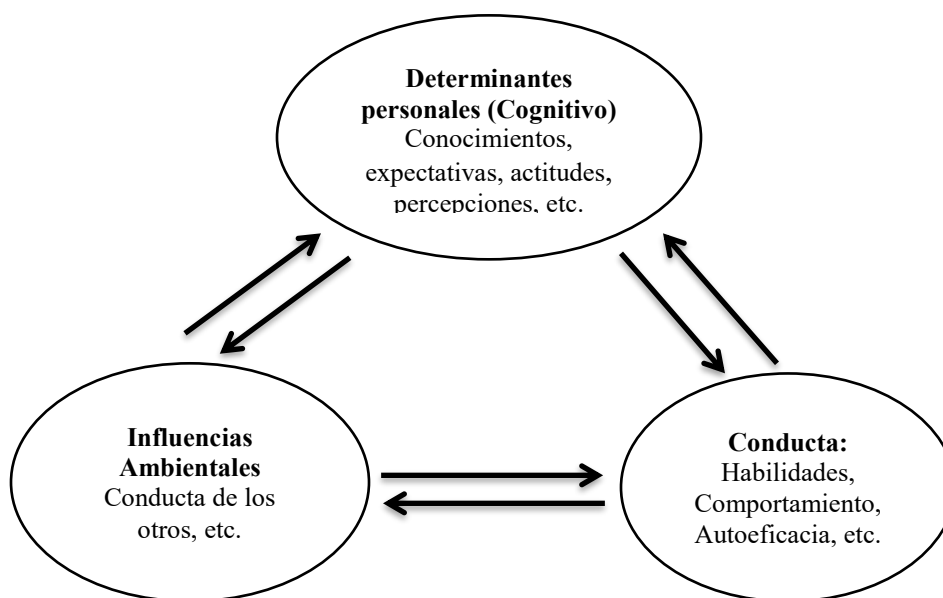 Determinantes
personales (Cognitivo)
Conocimientos,
expectativas, actitudes,
percepciones, etc.
Influencias
Ambientales
Conducta de los
otros, etc.
Conducta:
Habilidades,
Comportamiento,
Autoeficacia, etc.